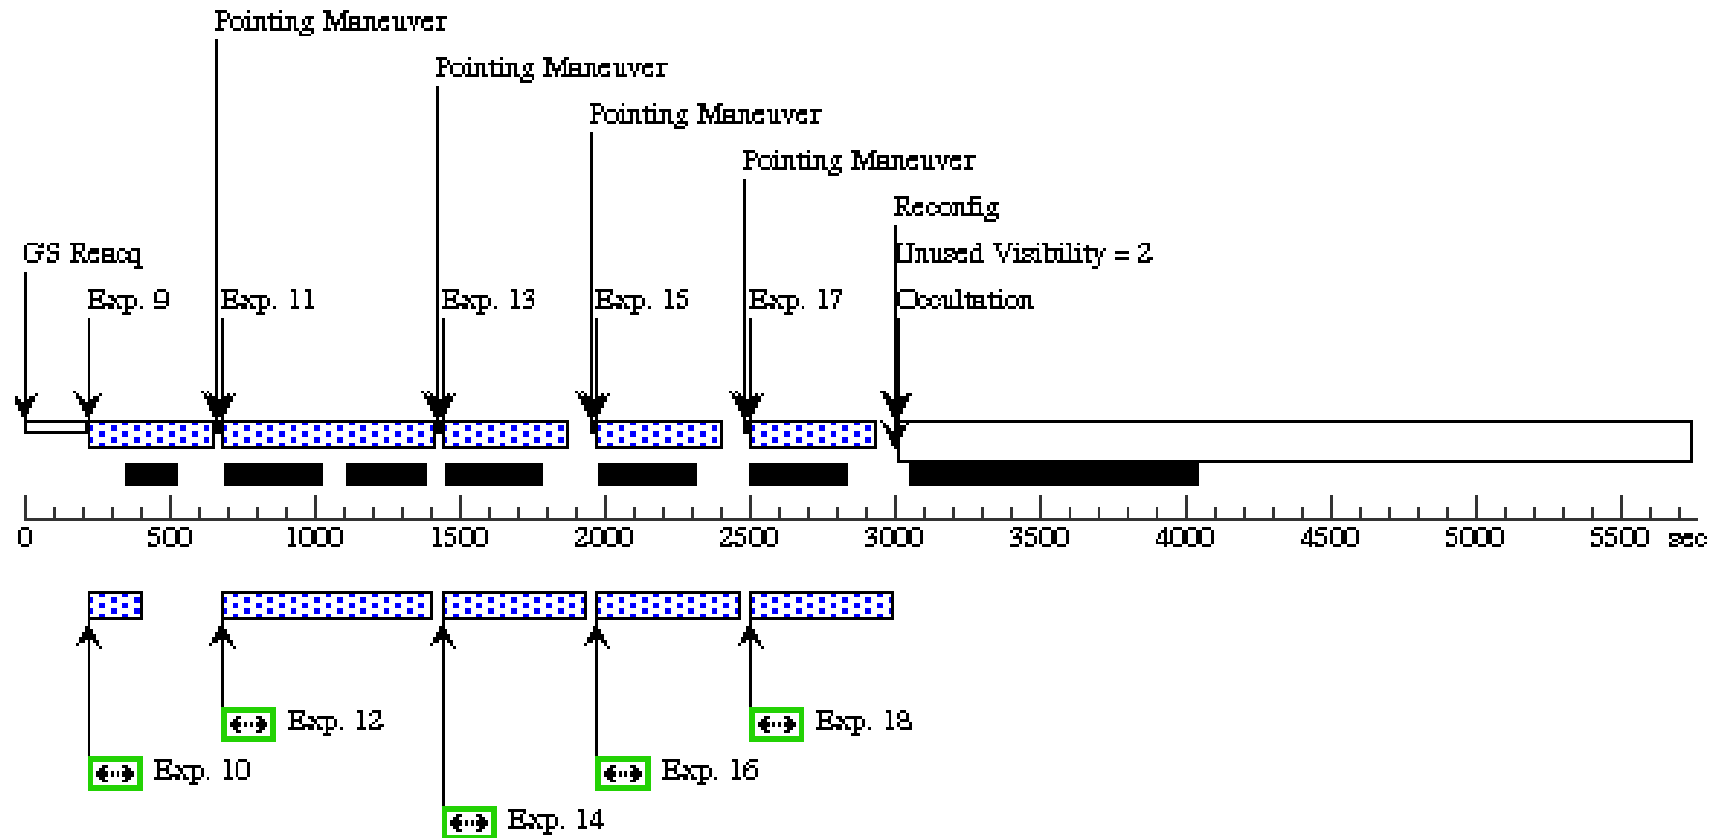 Pointing Maneuver
Pointing Maneuver
Pointing Maneuver
Pointing Maneuver
Reconfig
GS Reacq
Unused Visibility = 2
Exp. 9
Exp. 11
Exp. 13
Exp. 15
Exp. 17
Occultation
0 500 1000 1500 2000 2500 3000 3500 4000 4500 5000 5500 sec
Exp. 12
Exp. 18
Exp. 10
Exp. 16
Exp. 14